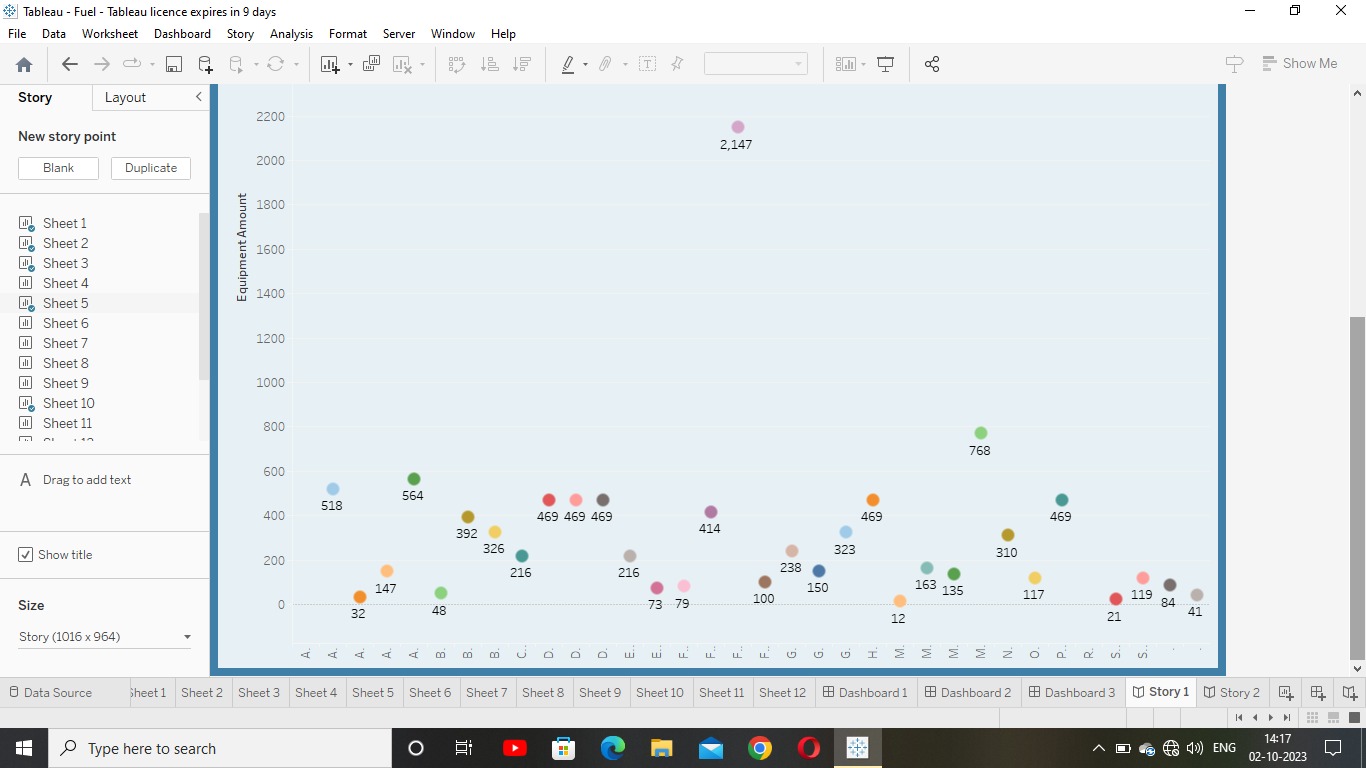 Tableau - Fuel - Tableau licence expires in 9 days
File Data Worksheet Dashboard Story Analysis Format Server Window Help
Show Me
Story Layout
New story point
Blank Duplicate
Sheet 1
Sheet 2
Sheet 3
Sheet 4
Sheet 5
Sheet 6
Sheet 7
Sheet 8
Sheet 9
Sheet 10
Sheet 11
A Drag to add text
Show title
Size
Story (1016 x 964)
Equipment Amount
2200
2000
1800
1600
1400
1200
1000
800
600
400
200
0
2,147
768
518
564
392
326
469 469 469
414
469
469
323
310
216
216
238
147
150
163
135
117
119
100
32
48
73
79
12
21
84
41
A. A. A. A. A. B. B. B. C. D. D. D. E. E. F. F. F. F. G. G. G. H. M. M. M. M. N. O. P. R. S. S.
Data Source Sheet 1 Sheet 2 Sheet 3 Sheet 4 Sheet 5 Sheet 6 Sheet 7 Sheet 8 Sheet 9 Sheet 10 Sheet 11 Sheet 12 Dashboard 1 Dashboard 2 Dashboard 3 Story 1 Story 2
Type here to search
ENG
14:17
02-10-2023